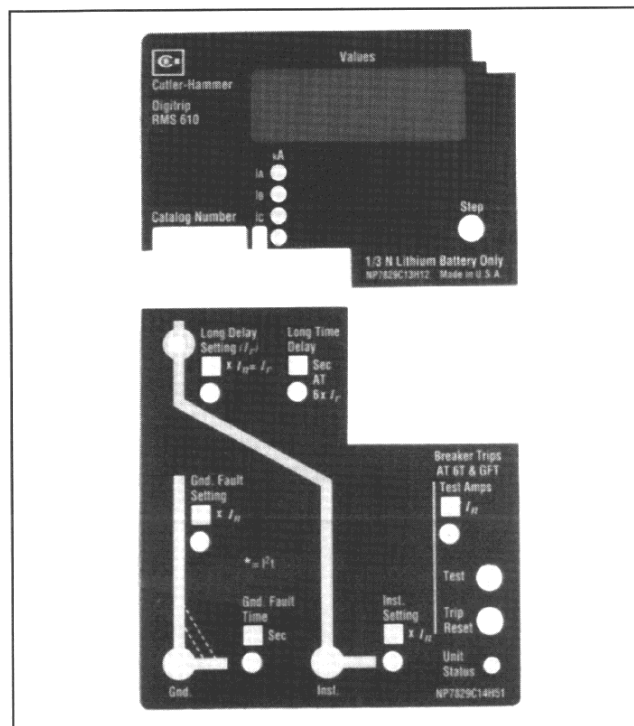 Values
Cutler-Hammer
Digitrip
RMS 610
kA
IA
IB
IC
Catalog Number
Step
1/3 N Lithium Battery Only
NP7829C13H12 Made in U.S.A.
Long Delay
Setting (Ir)
x In = Ir
Long Time
Delay
Sec
AT
6x Ir
Gnd. Fault
Setting
x In
* = I²t
Gnd. Fault
Time
Sec
Gnd.
Inst.
Inst.
Setting
x In
Breaker Trips
AT 6T & GFT
Test Amps
In
Test
Trip
Reset
Unit
Status
NP7829C14H51